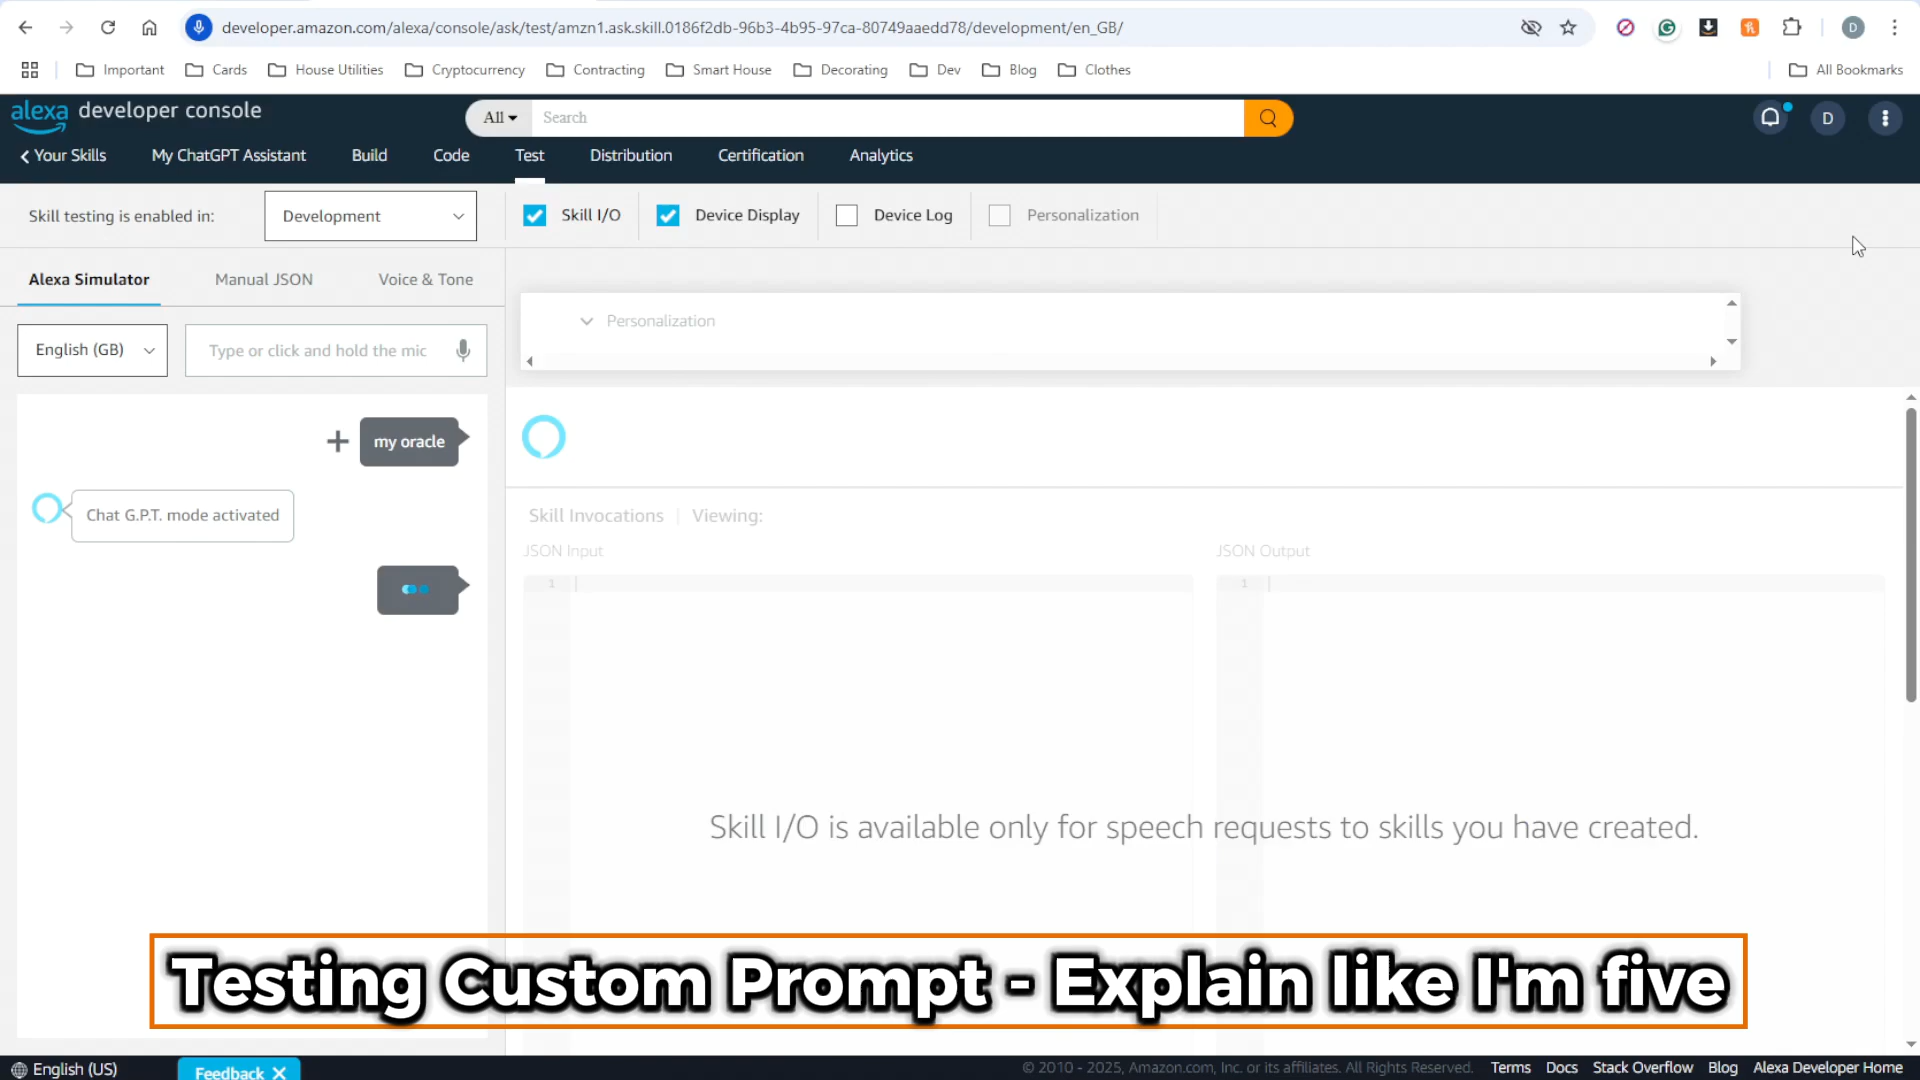 developer.amazon.com/alexa/console/ask/test/amzn1.ask.skill.0186f2db-96b3-4b95-97ca-80749aaedd78/development/en_GB/
D
Important Cards House Utilities Cryptocurrency Contracting Smart House Decorating Dev Blog Clothes All Bookmarks
alexa developer console
All Search
D
Your Skills My ChatGPT Assistant Build Code Test Distribution Certification Analytics
Skill testing is enabled in: Development Skill I/O Device Display Device Log Personalization
Alexa Simulator Manual JSON Voice & Tone
Personalization
English (GB) Type or click and hold the mic
my oracle
Chat G.P.T. mode activated
Skill Invocations | Viewing:
JSON Input JSON Output
1 1
Skill I/O is available only for speech requests to skills you have created.
Testing Custom Prompt - Explain like I'm five
English (US) Feedback © 2010 - 2025, Amazon.com, Inc. or its affiliates. All Rights Reserved. Terms Docs Stack Overflow Blog Alexa Developer Home